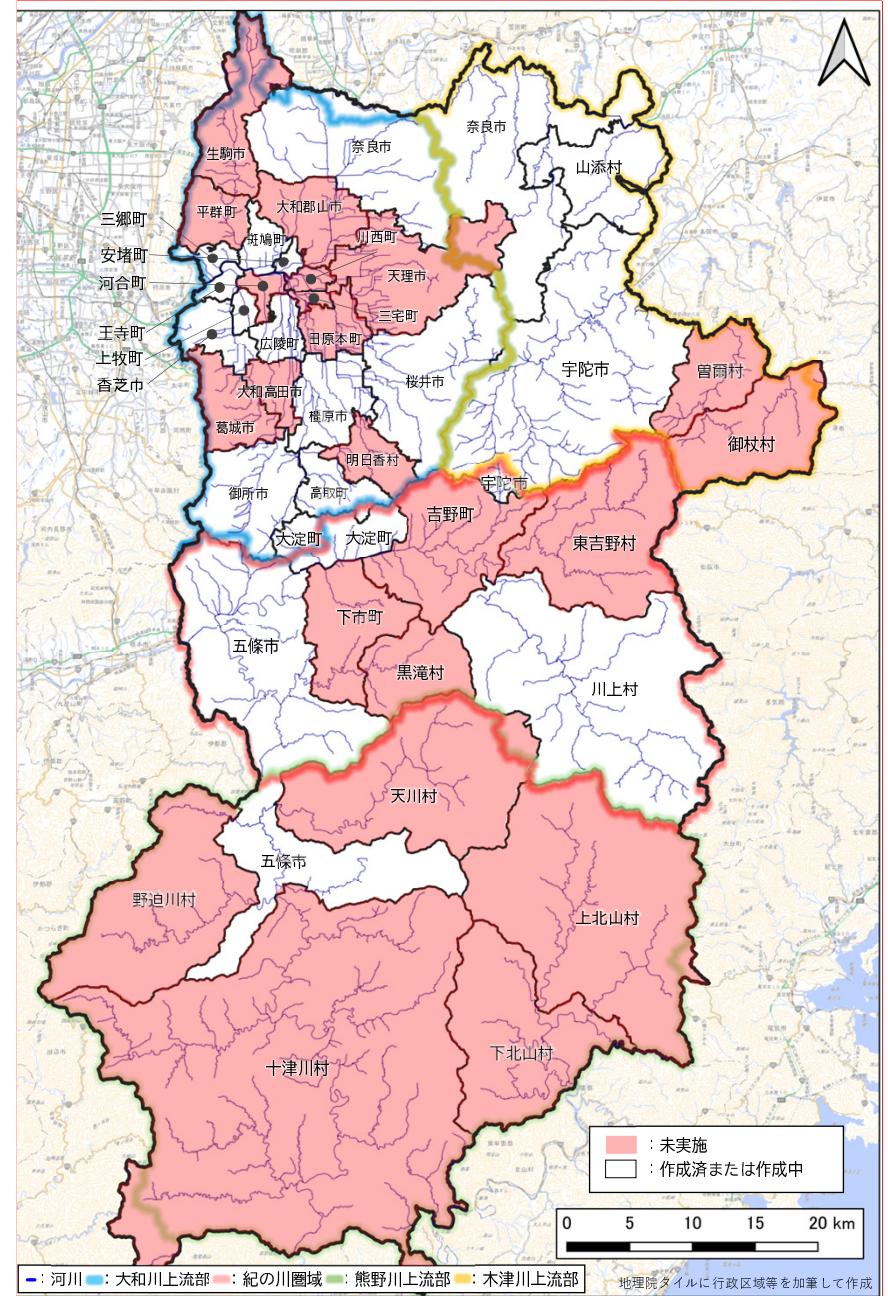 奈良市
奈良市
山添村
生駒市
平群町
大和郡山市
三郷町
斑鳩町
川西町
安堵町
天理市
河合町
三宅町
王寺町
広陵町
田原本町
上牧町
宇陀市
曽爾村
香芝市
桜井市
大和高田市
橿原市
葛城市
御杖村
明日香村
宇陀市
御所市
高取町
吉野町
大淀町
大淀町
東吉野村
下市町
五條市
黒滝村
川上村
天川村
五條市
野迫川村
上北山村
下北山村
十津川村
：未実施
：作成済または作成中
0 5 10 15 20 km
：河川 ：大和川上流部 ：紀の川圏域 ：熊野川上流部 ：木津川上流部
地理院タイルに行政区域等を加筆して作成